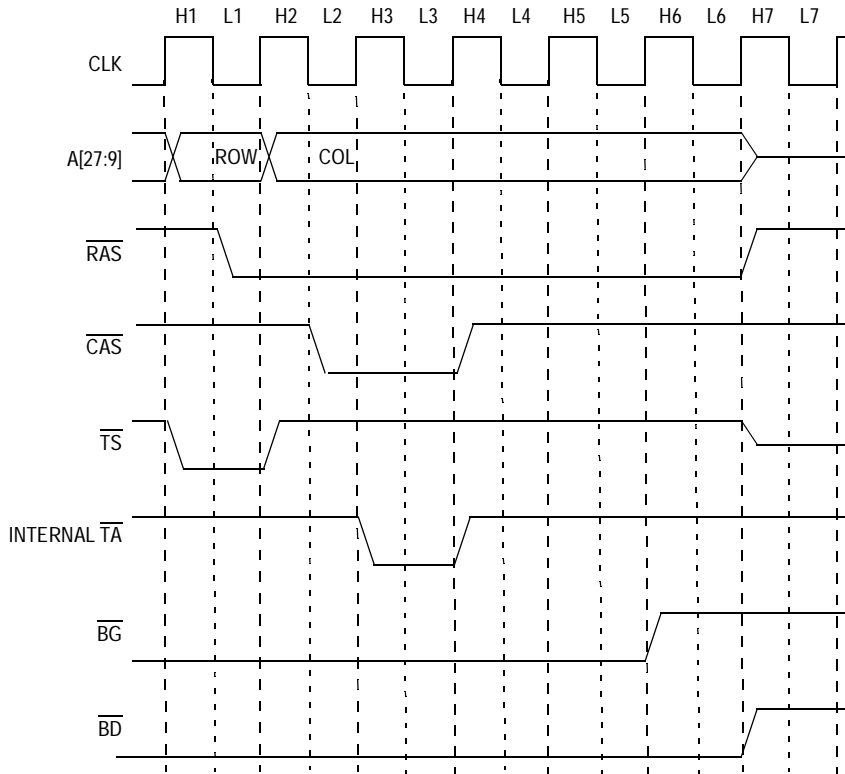 H1 L1 H2 L2 H3 L3 H4 L4 H5 L5 H6 L6 H7 L7
CLK
A[27:9] ROW COL
RAS
CAS
TS
INTERNAL TA
BG
BD